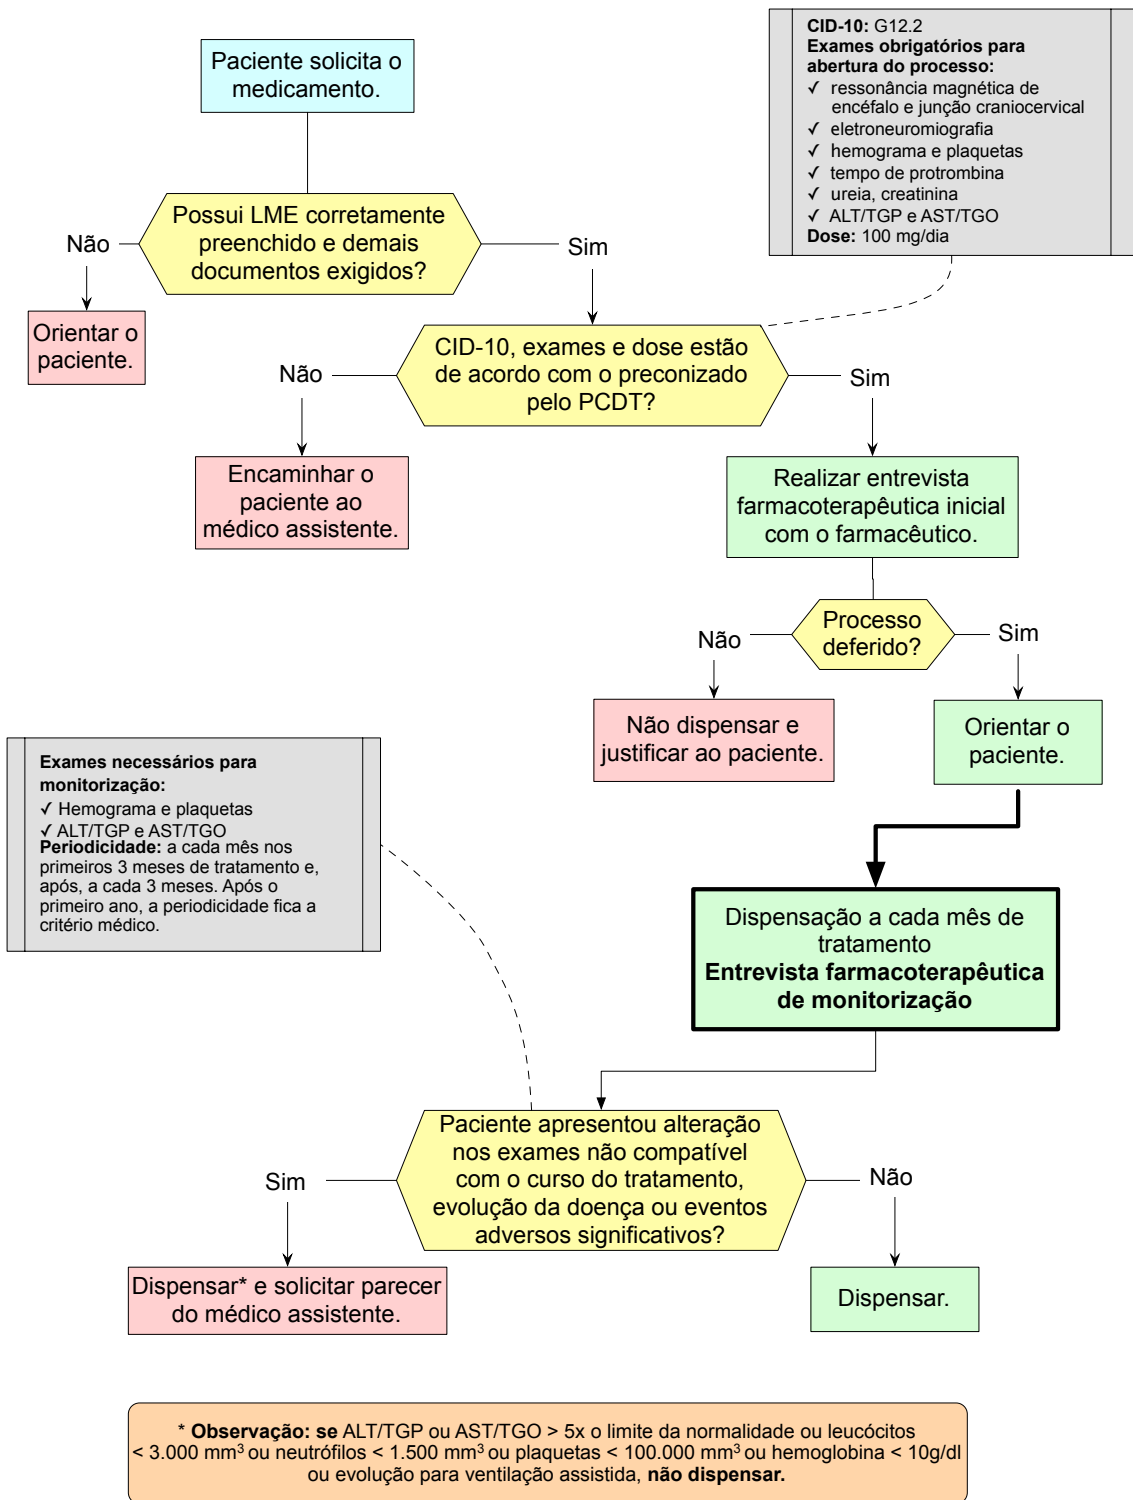 Paciente solicita o
medicamento.
CID-10: G12.2
Exames obrigatórios para
abertura do processo:
✓ ressonância magnética de
encéfalo e junção craniocervical
✓ eletroneuromiografia
✓ hemograma e plaquetas
✓ tempo de protrombina
✓ ureia, creatinina
✓ ALT/TGP e AST/TGO
Dose: 100 mg/dia
Possui LME corretamente
preenchido e demais
documentos exigidos?
Não
Sim
Orientar o
paciente.
CID-10, exames e dose estão
de acordo com o preconizado
pelo PCDT?
Não
Sim
Encaminhar o
paciente ao
médico assistente.
Realizar entrevista
farmacoterapêutica inicial
com o farmacêutico.
Processo
deferido?
Não
Sim
Não dispensar e
justificar ao paciente.
Orientar o
paciente.
Exames necessários para
monitorização:
✓ Hemograma e plaquetas
✓ ALT/TGP e AST/TGO
Periodicidade: a cada mês nos
primeiros 3 meses de tratamento e,
após, a cada 3 meses. Após o
primeiro ano, a periodicidade fica a
critério médico.
Dispensação a cada mês de
tratamento
Entrevista farmacoterapêutica
de monitorização
Paciente apresentou alteração
nos exames não compatível
com o curso do tratamento,
evolução da doença ou eventos
adversos significativos?
Sim
Não
Dispensar* e solicitar parecer
do médico assistente.
Dispensar.
* Observação: se ALT/TGP ou AST/TGO > 5x o limite da normalidade ou leucócitos
< 3.000 mm³ ou neutrófilos < 1.500 mm³ ou plaquetas < 100.000 mm³ ou hemoglobina < 10g/dl
ou evolução para ventilação assistida, não dispensar.